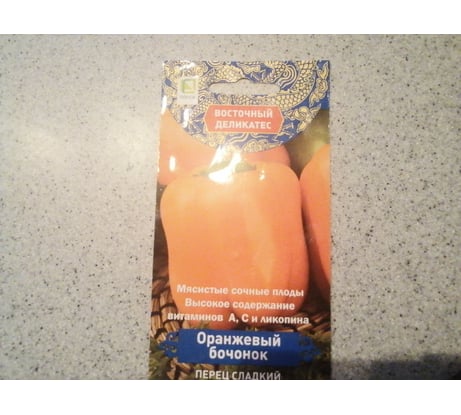 ВОСТОЧНЫЙ
ДЕЛИКАТЕС
Мясистые сочные плоды
Высокое содержание
витаминов А, С и ликопина
Оранжевый
бочонок
ПЕРЕЦ СЛАДКИЙ